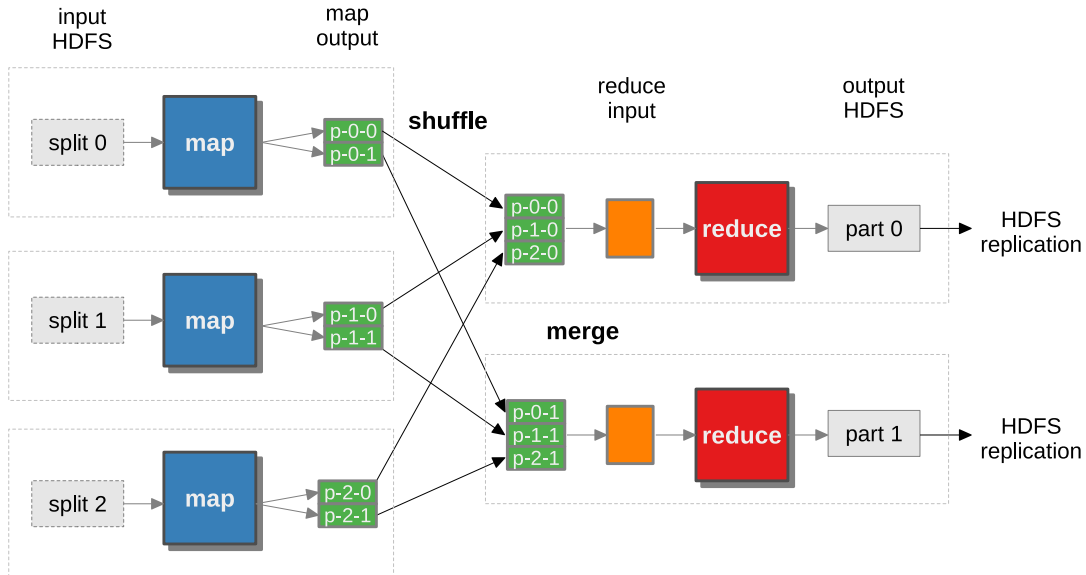 input
HDFS
map
output
shuffle
reduce
input
output
HDFS
split 0
map
p-0-0
p-0-1
p-0-0
p-1-0
p-2-0
reduce
part 0
HDFS
replication
split 1
map
p-1-0
p-1-1
merge
p-0-1
p-1-1
p-2-1
reduce
part 1
HDFS
replication
split 2
map
p-2-0
p-2-1